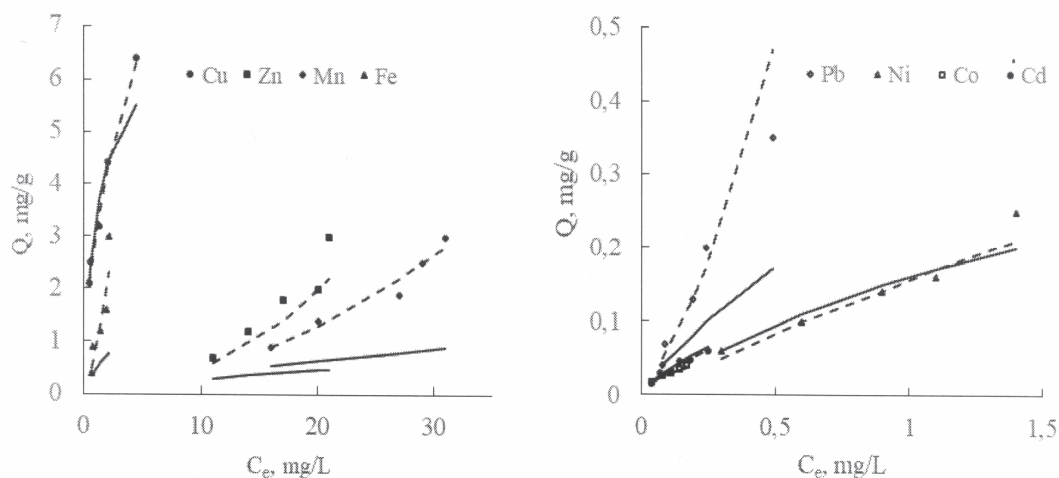 7
6
5
4
3
2
1
0
Q, mg/g
Cu Zn Mn Fe
0 10 20 30
Cₑ, mg/L
0,5
0,4
0,3
0,2
0,1
0
Q, mg/g
Pb Ni Co Cd
0 0,5 1 1,5
Cₑ, mg/L